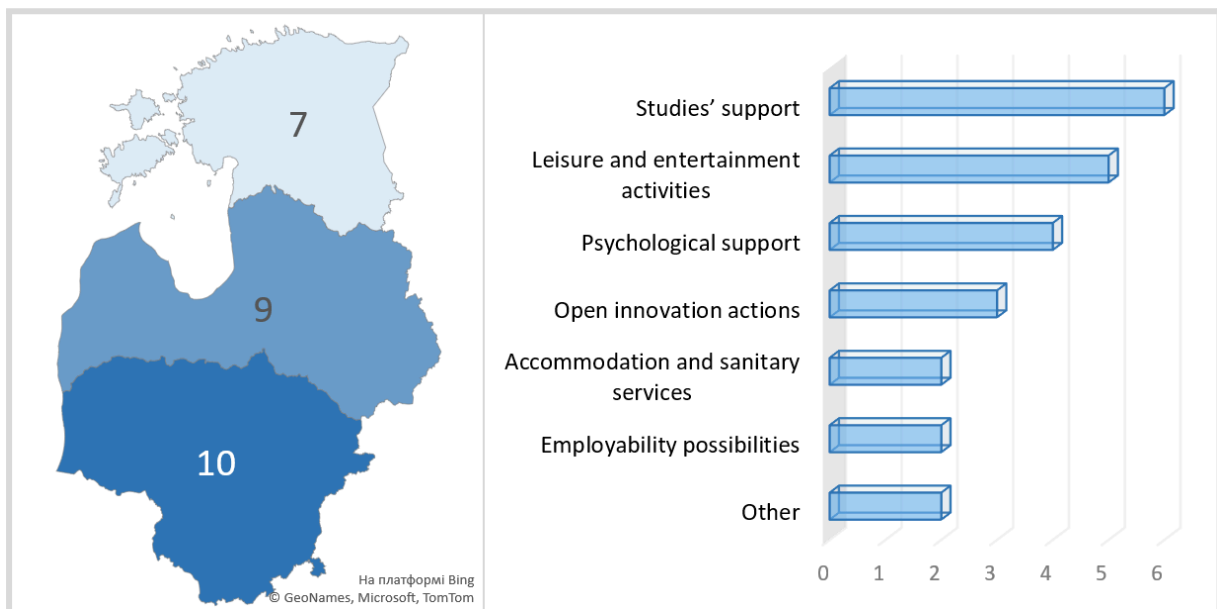 7
9
10
На платформі Bing
© GeoNames, Microsoft, TomTom
Studies’ support
Leisure and entertainment
activities
Psychological support
Open innovation actions
Accommodation and sanitary
services
Employability possibilities
Other
0 1 2 3 4 5 6